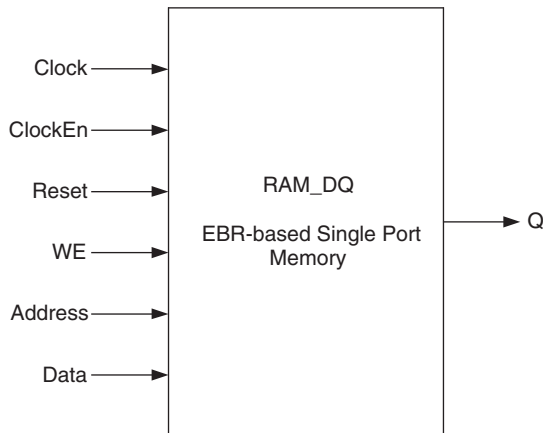 Clock
ClockEn
Reset
WE
Address
Data
RAM_DQ
EBR-based Single Port
Memory
Q